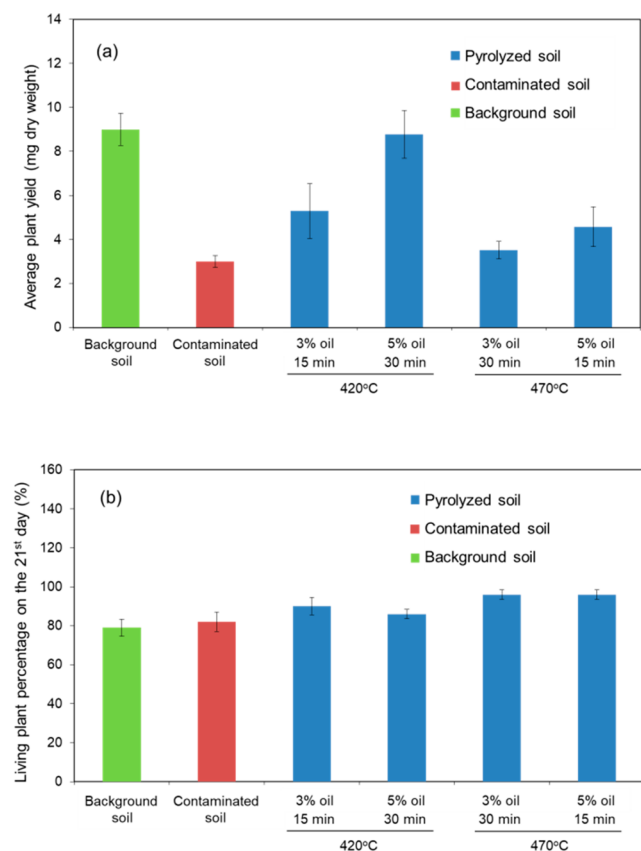 (a)
Average plant yield (mg dry weight)
14
12
10
8
6
4
2
0
Pyrolyzed soil
Contaminated soil
Background soil
Background Contaminated 3% oil 5% oil 3% oil 5% oil
soil soil 15 min 30 min 30 min 15 min
420°C 470°C
(b)
Living plant percentage on the 21st day (%)
160
140
120
100
80
60
40
20
0
Pyrolyzed soil
Contaminated soil
Background soil
Background Contaminated 3% oil 5% oil 3% oil 5% oil
soil soil 15 min 30 min 30 min 15 min
420°C 470°C